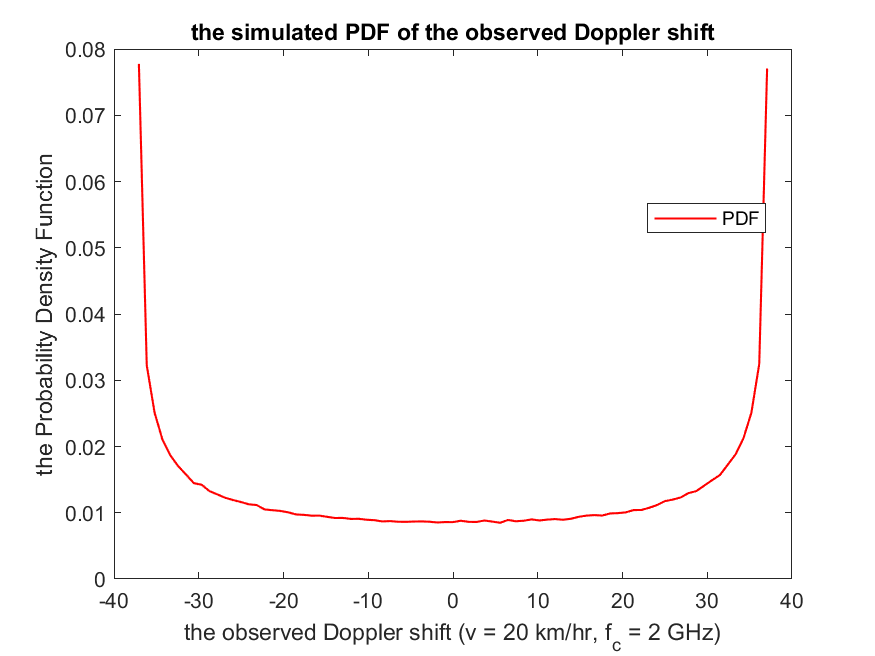 the simulated PDF of the observed Doppler shift
0.08
0.07
0.06
0.05
0.04
0.03
0.02
0.01
0
the Probability Density Function
PDF
-40 -30 -20 -10 0 10 20 30 40
the observed Doppler shift (v = 20 km/hr, f_c = 2 GHz)